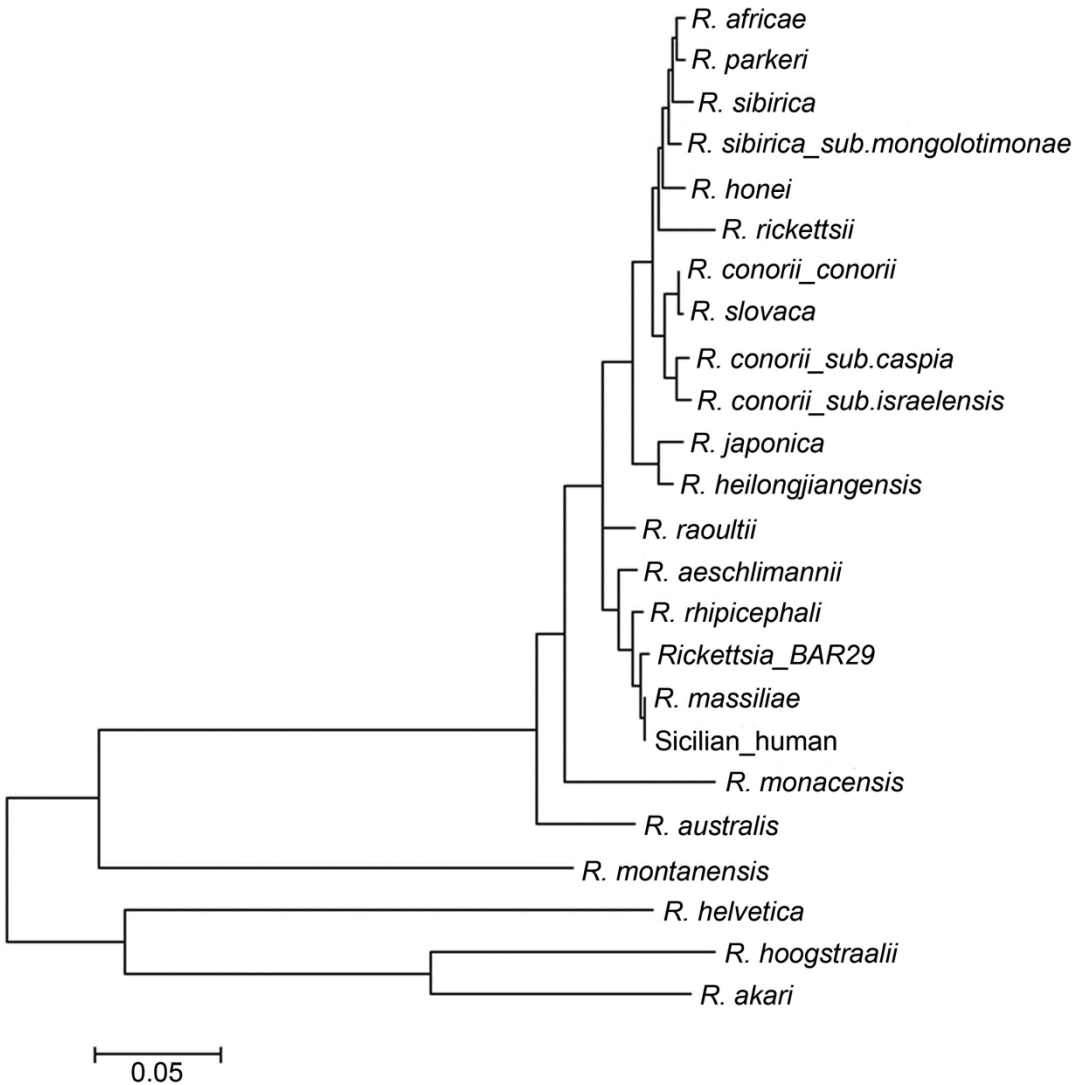 R. africae
R. parkeri
R. sibirica
R. sibirica_sub.mongolotimonae
R. honei
R. rickettsii
R. conorii_conorii
R. slovaca
R. conorii_sub.caspia
R. conorii_sub.israelensis
R. japonica
R. heilongjiangensis
R. raoultii
R. aeschlimannii
R. rhipicephali
Rickettsia_BAR29
R. massiliae
Sicilian_human
R. monacensis
R. australis
R. montanensis
R. helvetica
R. hoogstraalii
R. akari
0.05